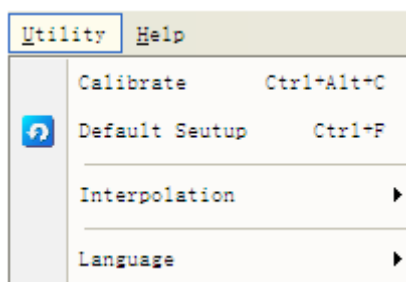 Utility Help
Calibrate Ctrl+Alt+C
Default Seutup Ctrl+F
Interpolation
Language